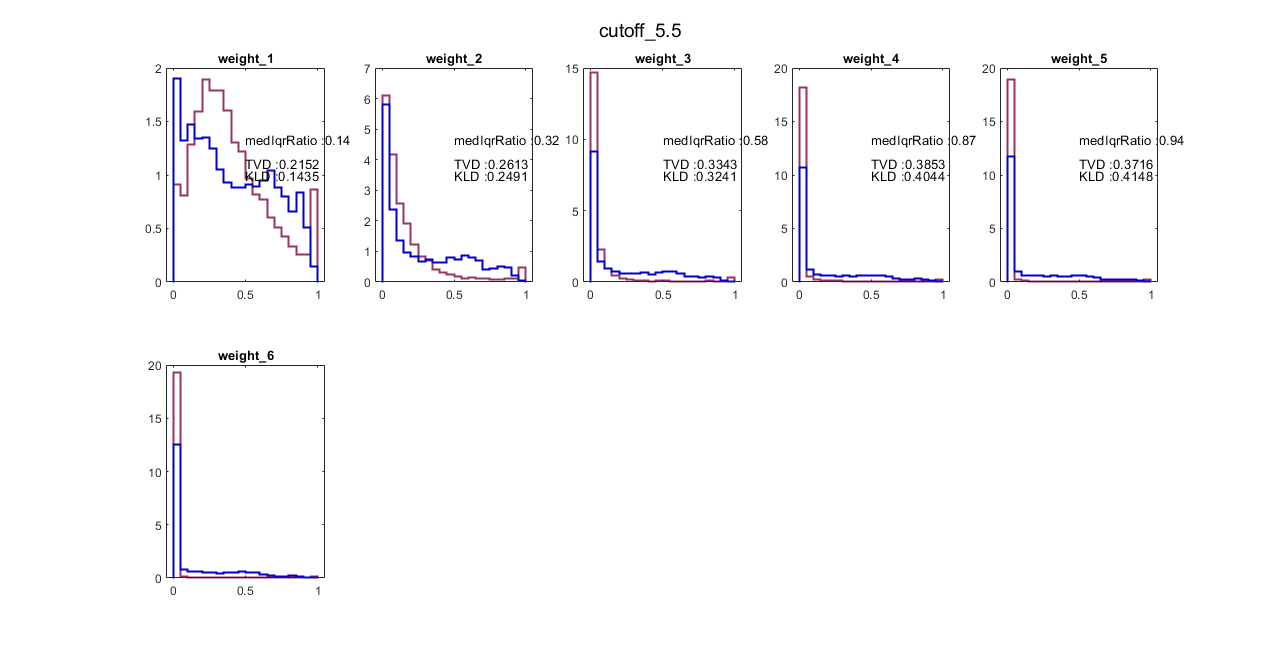 cutoff_5.5
weight_1
2
1.5
1
0.5
0
0
0.5
1
medIqrRatio :0.14
TVD :0.2152
KLD :0.1435
weight_2
7
6
5
4
3
2
1
0
0
0.5
1
medIqrRatio :0.32
TVD :0.2613
KLD :0.2491
weight_3
15
10
5
0
0
0.5
1
medIqrRatio :0.58
TVD :0.3343
KLD :0.3241
weight_4
20
15
10
5
0
0
0.5
1
medIqrRatio :0.87
TVD :0.3853
KLD :0.4044
weight_5
20
15
10
5
0
0
0.5
1
medIqrRatio :0.94
TVD :0.3716
KLD :0.4148
weight_6
20
15
10
5
0
0
0.5
1